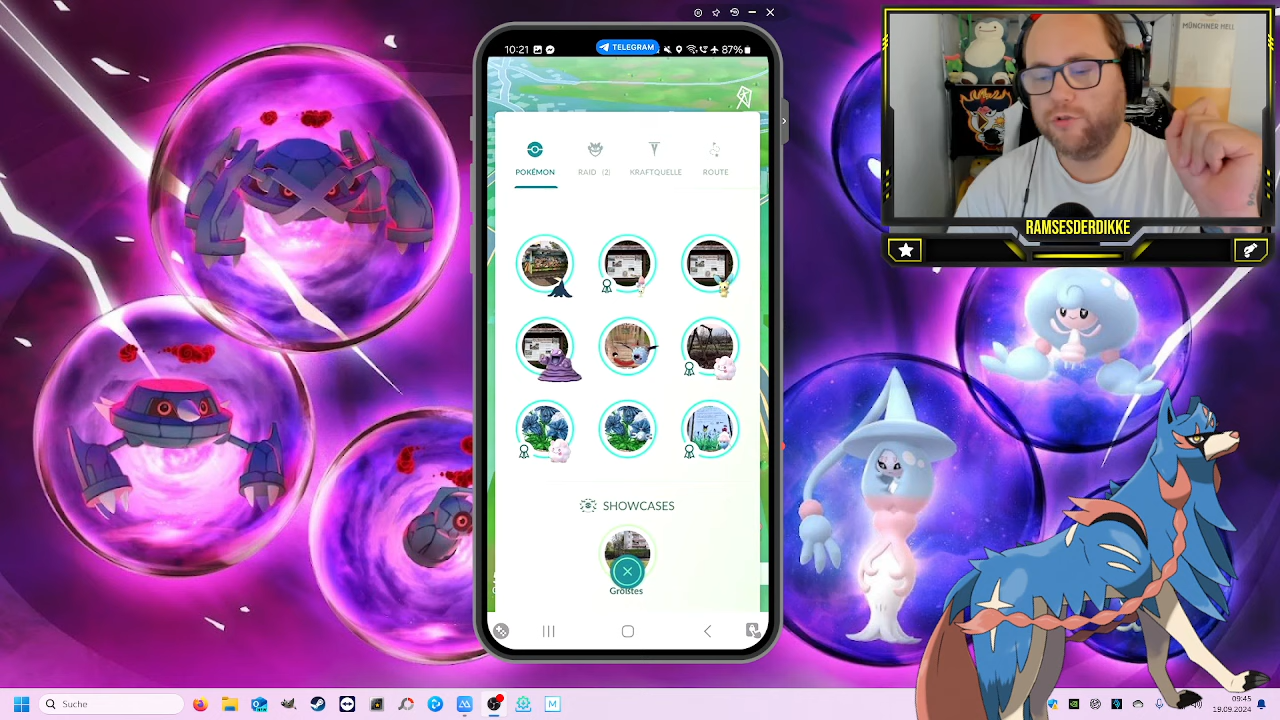 10:21
TELEGRAM
87%
POKÉMON
RAID (2)
KRAFTQUELLE
ROUTE
SHOWCASES
Größtes
MÜNCHNER HELL
RAMSESDERDIKKE
Suche
09:45
19.09.2024